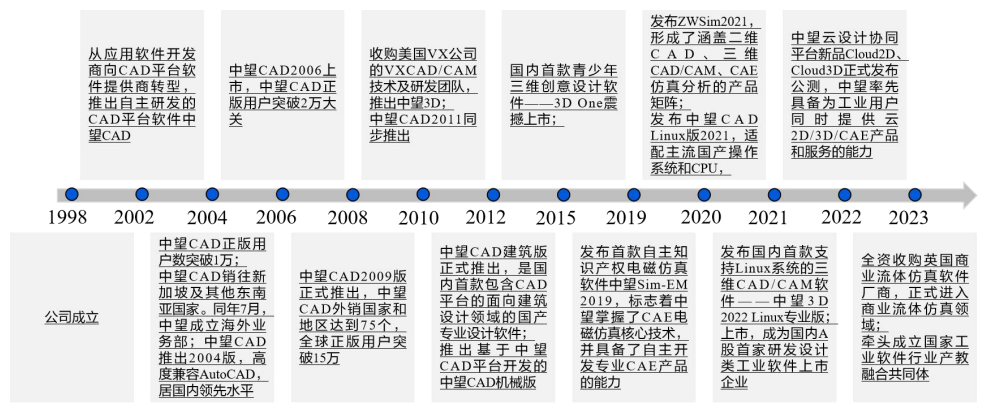 从应用软件开发
商向CAD平台软
件提供商转型，
推出自主研发的
CAD平台软件中
望CAD
中望CAD2006上
市，中望CAD正
版用户突破2万大
关
收购美国VX公司
的VXCAD/CAM
技术及研发团队，
推出中望3D；
中望CAD2011同
步推出
国内首款青少年
三维创意设计
软件——3D One震
撼上市；
发布ZWSim2021，
形成了涵盖二维
CAD、三维
CAD/CAM、CAE
仿真分析的产品
矩阵；
发布中望CAD
Linux版2021，适
配主流国产操作
系统和CPU，
中望云设计协同
平台新品Cloud2D、
Cloud3D正式发布
公测，中望率先
具备为工业用户
同时提供云
2D/3D/CAE产品
和服务的能力
1998 2002 2004 2006 2008 2010 2012 2015 2019 2020 2021 2022 2023
公司成立
中望CAD正版用
户数突破1万；
中望CAD销往新
加坡及其他东南
亚国家。同年7月，
中望成立海外业
务部；中望CAD
推出2004版，高
度兼容AutoCAD，
居国内领先水平
中望CAD2009版
正式推出，中望
CAD外销国家和
地区达到75个，
全球正版用户突
破15万
中望CAD建筑版
正式推出，是国
内首款包含CAD
平台的面向建筑
设计领域的国产
专业设计软件；
推出基于中望
CAD平台开发的
中望CAD机械版
发布首款自主知
识产权电磁仿真
软件中望Sim-EM
2019，标志着中
望掌握了CAE电
磁仿真核心技术，
并具备了自主开
发专业CAE产品
的能力
发布国内首款支
持Linux系统的三
维CAD/CAM软
件——中望3D
2022 Linux专业版；
上市，成为国内A
股首家研发设计
类工业软件上市
企业
全资收购英国商
业流体仿真软件
厂商，正式进入
商业流体仿真领
域；
牵头成立国家工
业软件行业产教
融合共同体